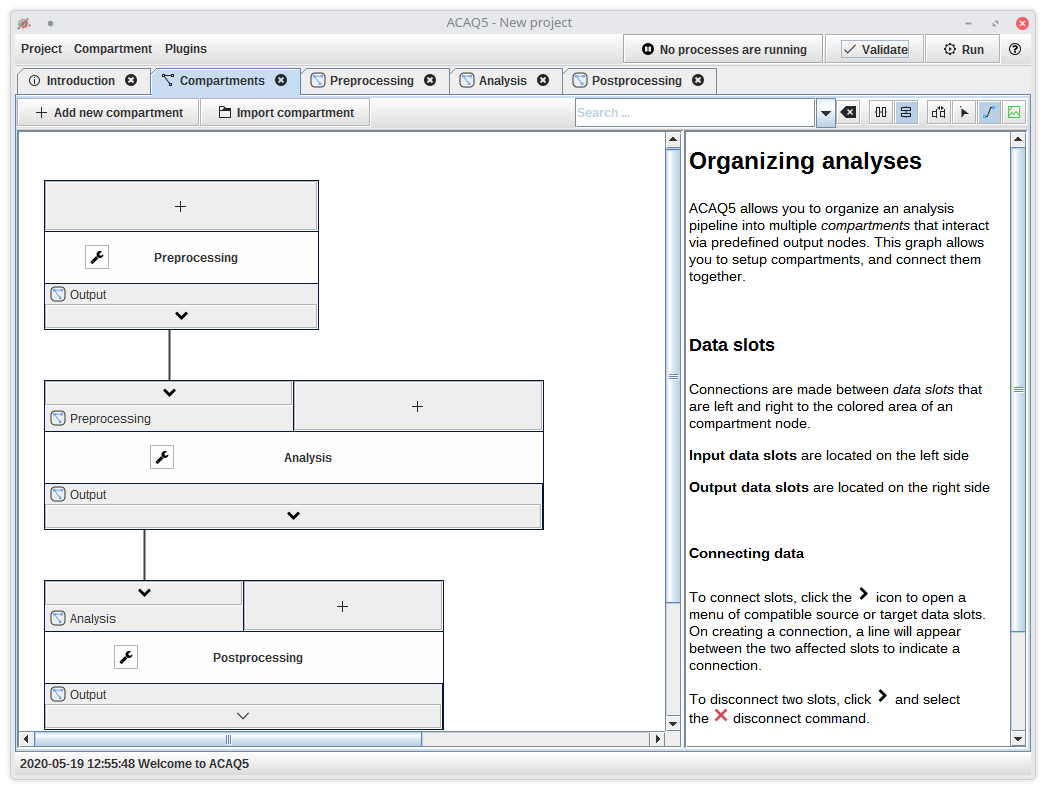 ACAQ5 - New project
Project Compartment Plugins
No processes are running
Validate
Run
Introduction
Compartments
Preprocessing
Analysis
Postprocessing
Add new compartment
Import compartment
Search ...
Preprocessing
Output
Preprocessing
Analysis
Output
Analysis
Postprocessing
Output
Organizing analyses
ACAQ5 allows you to organize an analysis
pipeline into multiple compartments that interact
via predefined output nodes. This graph allows
you to setup compartments, and connect them
together.
Data slots
Connections are made between data slots that
are left and right to the colored area of an
compartment node.
Input data slots are located on the left side
Output data slots are located on the right side
Connecting data
To connect slots, click the icon to open a
menu of compatible source or target data slots.
On creating a connection, a line will appear
between the two affected slots to indicate a
connection.
To disconnect two slots, click and select
the disconnect command.
2020-05-19 12:55:48 Welcome to ACAQ5